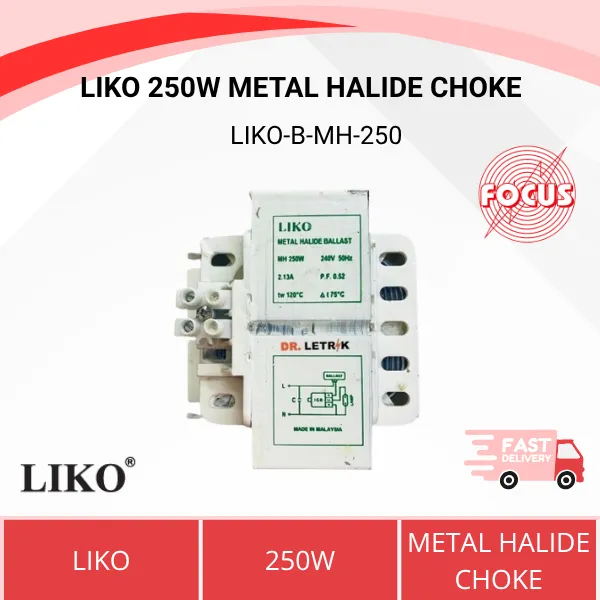 LIKO 250W METAL HALIDE CHOKE
LIKO-B-MH-250
FOCUS
LIKO
METAL HALIDE BALLAST
MH 250W 240V 50Hz
2.13A P.F. 0.52
tw 120°C Δt 75°C
DR. LETRIK
BALLAST
L
C IGN
N
MADE IN MALAYSIA
LIKO®
FAST
DELIVERY
LIKO
250W
METAL HALIDE
CHOKE